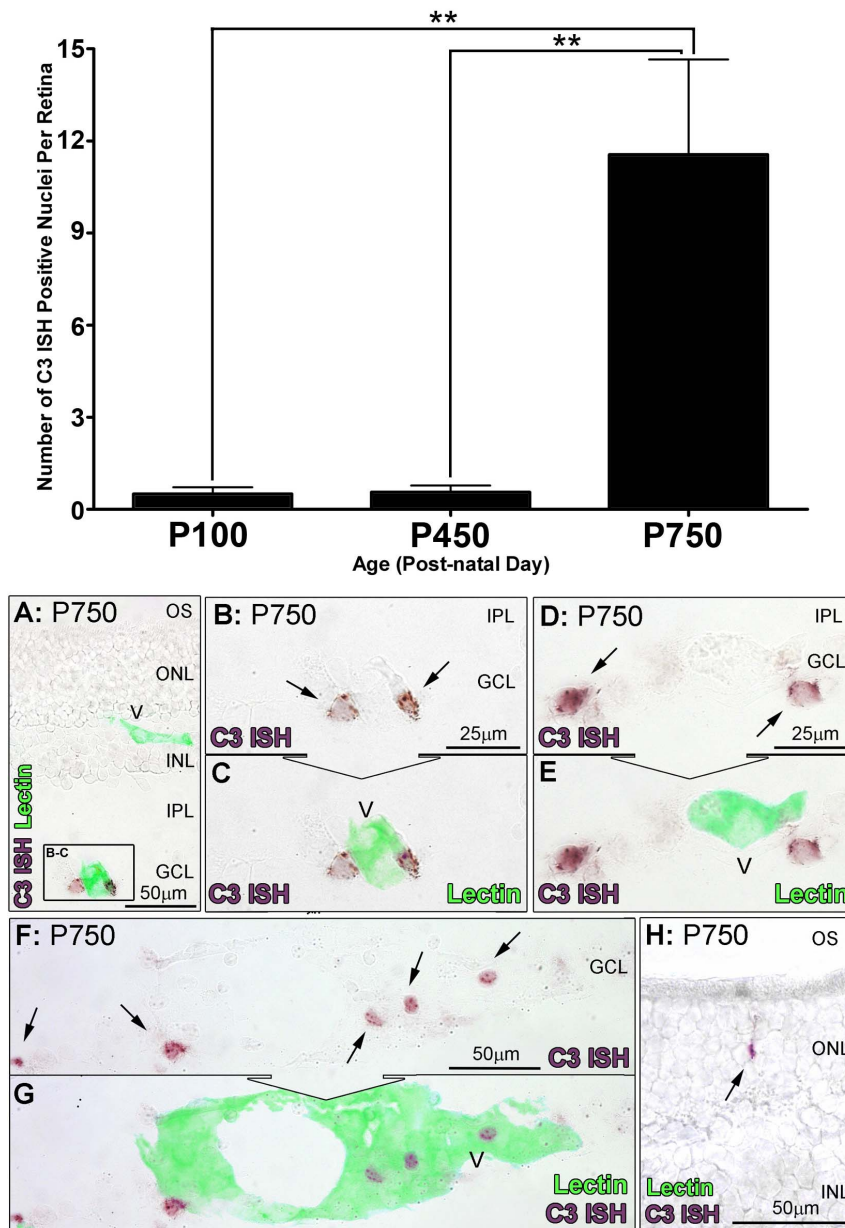 **
**
15
12
9
6
3
0
Number of C3 ISH Positive Nuclei Per Retina
P100
P450
P750
Age (Post-natal Day)
A: P750
OS
ONL
V
INL
IPL
B-C
GCL
50µm
C3 ISH Lectin
B: P750
IPL
GCL
C3 ISH
25µm
C
V
C3 ISH
Lectin
D: P750
IPL
GCL
C3 ISH
25µm
E
V
C3 ISH
Lectin
F: P750
GCL
50µm
C3 ISH
G
V
Lectin
C3 ISH
H: P750
OS
ONL
INL
Lectin
C3 ISH
50µm